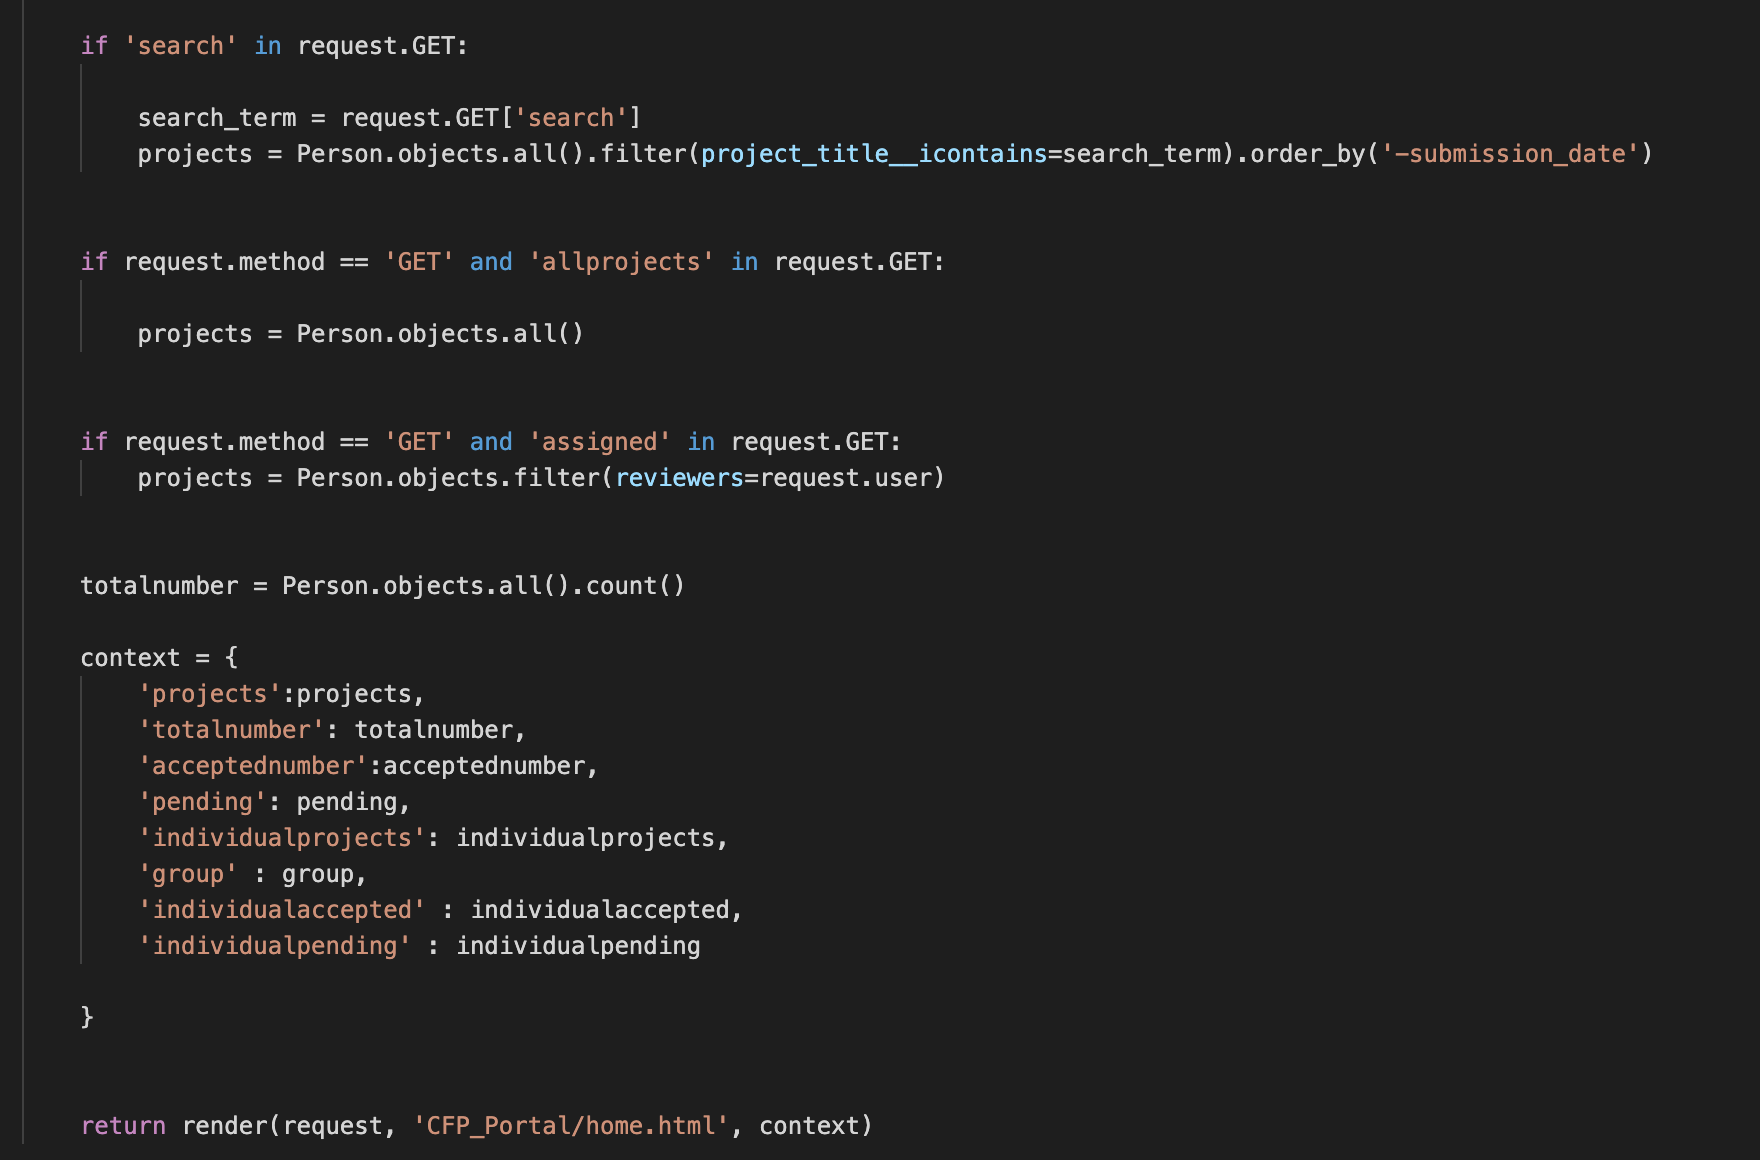 if 'search' in request.GET:
search_term = request.GET['search']
projects = Person.objects.all().filter(project_title__icontains=search_term).order_by('-submission_date')
if request.method == 'GET' and 'allprojects' in request.GET:
projects = Person.objects.all()
if request.method == 'GET' and 'assigned' in request.GET:
projects = Person.objects.filter(reviewers=request.user)
totalnumber = Person.objects.all().count()
context = {
'projects':projects,
'totalnumber': totalnumber,
'acceptednumber':acceptednumber,
'pending': pending,
'individualprojects': individualprojects,
'group' : group,
'individualaccepted' : individualaccepted,
'individualpending' : individualpending
}
return render(request, 'CFP_Portal/home.html', context)